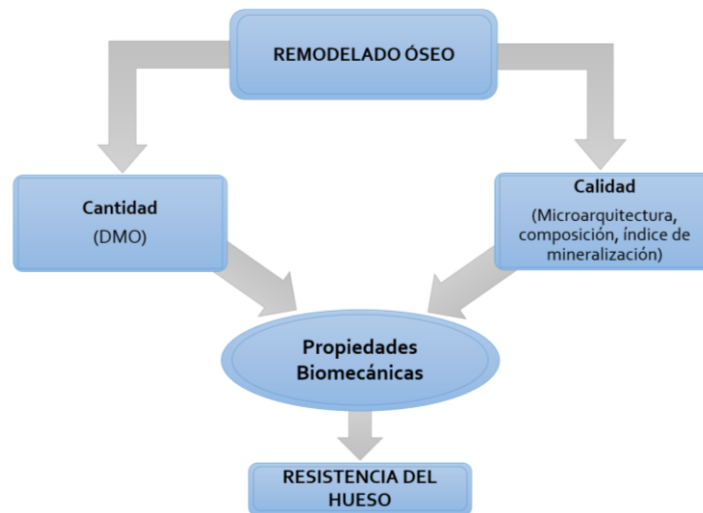 REMODELADO ÓSEO
Cantidad
(DMO)
Calidad
(Microarquitectura,
composición, índice de
mineralización)
Propiedades
Biomecánicas
RESISTENCIA DEL
HUESO